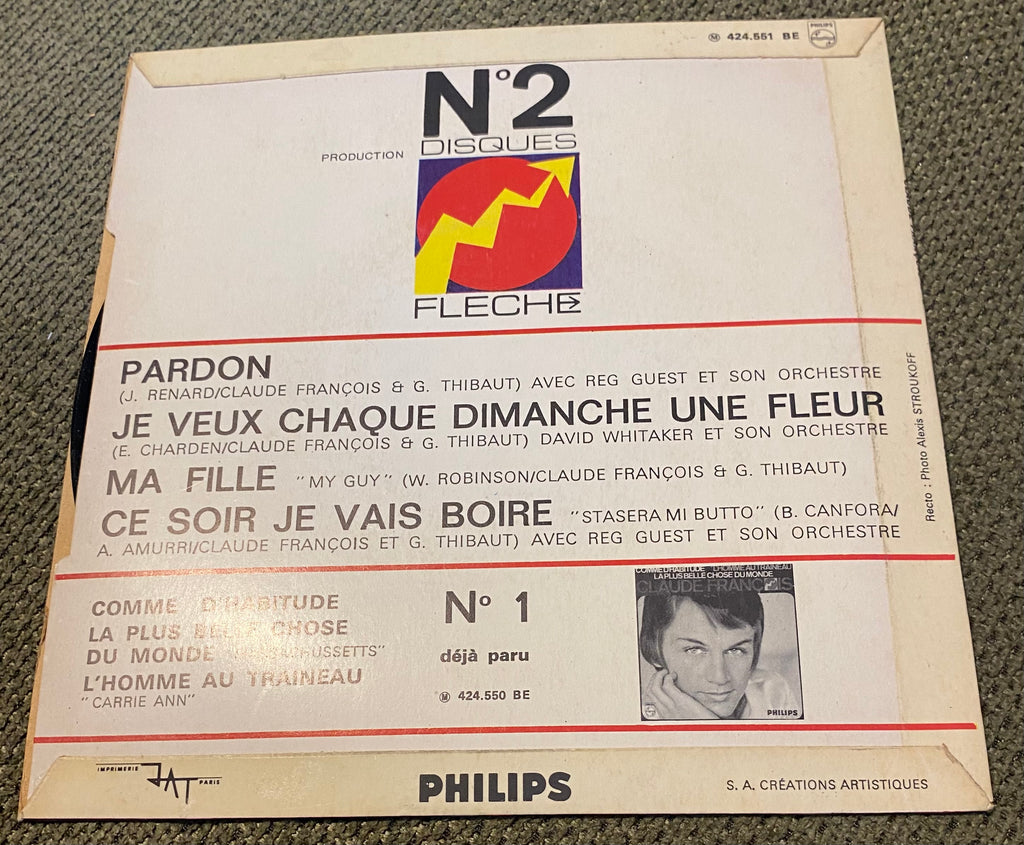 Ⓜ 424.551 BE PHILIPS
N°2
DISQUES
PRODUCTION
FLECHE
PARDON
(J. RENARD/CLAUDE FRANÇOIS & G. THIBAUT) AVEC REG GUEST ET SON ORCHESTRE
JE VEUX CHAQUE DIMANCHE UNE FLEUR
(E. CHARDEN/CLAUDE FRANÇOIS & G. THIBAUT) DAVID WHITAKER ET SON ORCHESTRE
MA FILLE "MY GUY" (W. ROBINSON/CLAUDE FRANÇOIS & G. THIBAUT)
CE SOIR JE VAIS BOIRE "STASERA MI BUTTO" (B. CANFORA/
A. AMURRI/CLAUDE FRANÇOIS ET G. THIBAUT) AVEC REG GUEST ET SON ORCHESTRE
Recto : Photo Alexis STROUKOFF
COMME D'HABITUDE
LA PLUS BELLE CHOSE
DU MONDE "MASSACHUSSETTS"
L'HOMME AU TRAINEAU
"CARRIE ANN"
N° 1
déjà paru
Ⓜ 424.550 BE
COMME D'HABITUDE L'HOMME AU TRAINEAU
LA PLUS BELLE CHOSE DU MONDE
CLAUDE FRANÇOIS
PHILIPS
IMPRIMERIE JAT PARIS
PHILIPS
S. A. CRÉATIONS ARTISTIQUES